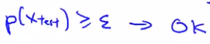 p(x_test) ≥ ε → OK